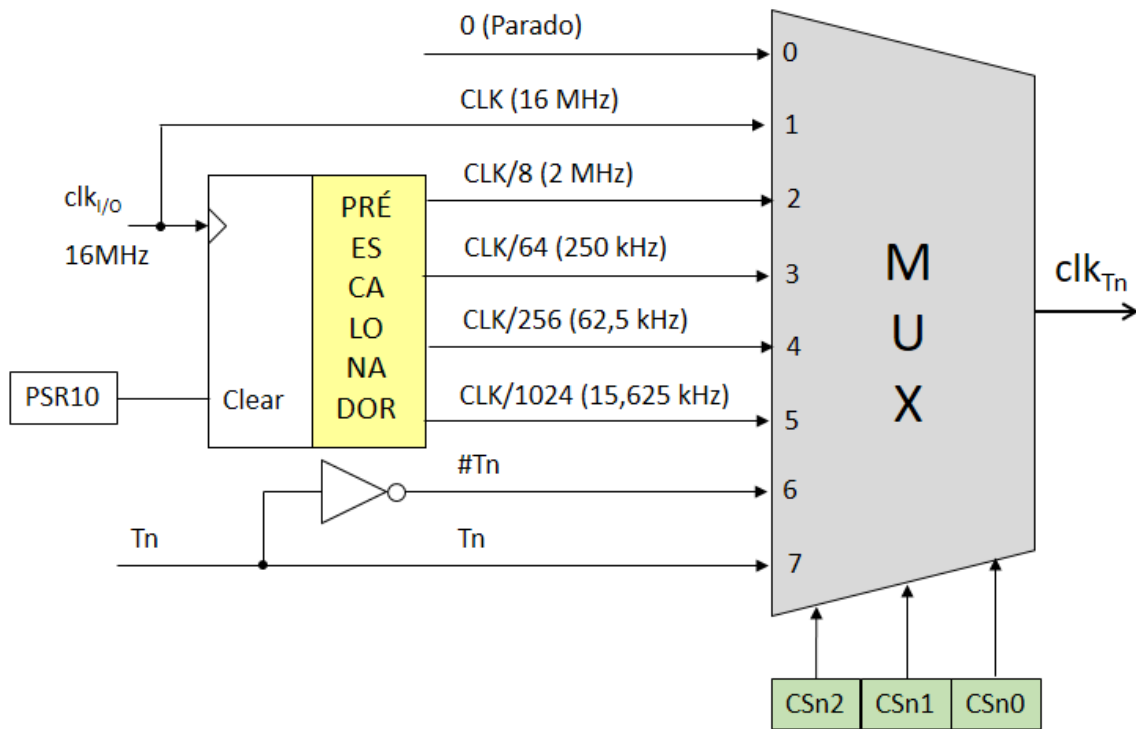 0 (Parado)
0
CLK (16 MHz)
1
clkI/O
16MHz
PRÉ
ES
CA
LO
NA
DOR
CLK/8 (2 MHz)
2
CLK/64 (250 kHz)
3
CLK/256 (62,5 kHz)
4
CLK/1024 (15,625 kHz)
5
M
U
X
clkTn
PSR10
Clear
#Tn
6
Tn
Tn
7
CSn2
CSn1
CSn0